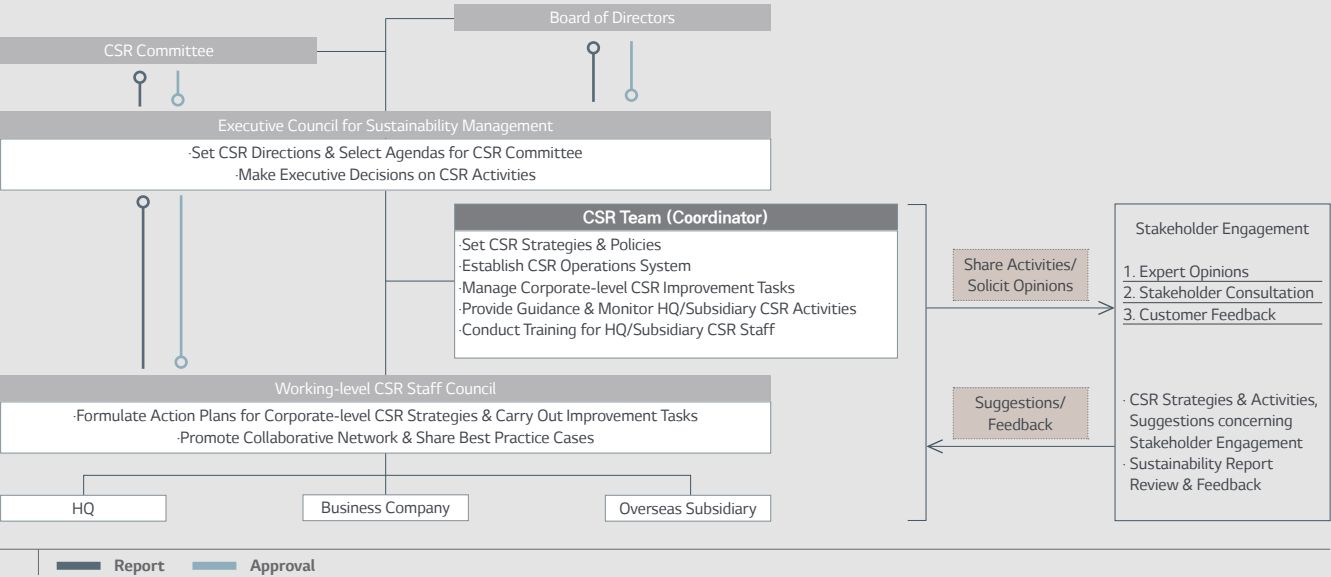 Board of Directors
CSR Committee
Executive Council for Sustainability Management
·Set CSR Directions & Select Agendas for CSR Committee
·Make Executive Decisions on CSR Activities
CSR Team (Coordinator)
·Set CSR Strategies & Policies
·Establish CSR Operations System
·Manage Corporate-level CSR Improvement Tasks
·Provide Guidance & Monitor HQ/Subsidiary CSR Activities
·Conduct Training for HQ/Subsidiary CSR Staff
Working-level CSR Staff Council
·Formulate Action Plans for Corporate-level CSR Strategies & Carry Out Improvement Tasks
·Promote Collaborative Network & Share Best Practice Cases
HQ
Business Company
Overseas Subsidiary
Share Activities/
Solicit Opinions
Suggestions/
Feedback
Stakeholder Engagement
1. Expert Opinions
2. Stakeholder Consultation
3. Customer Feedback
· CSR Strategies & Activities,
Suggestions concerning
Stakeholder Engagement
· Sustainability Report
Review & Feedback
Report
Approval